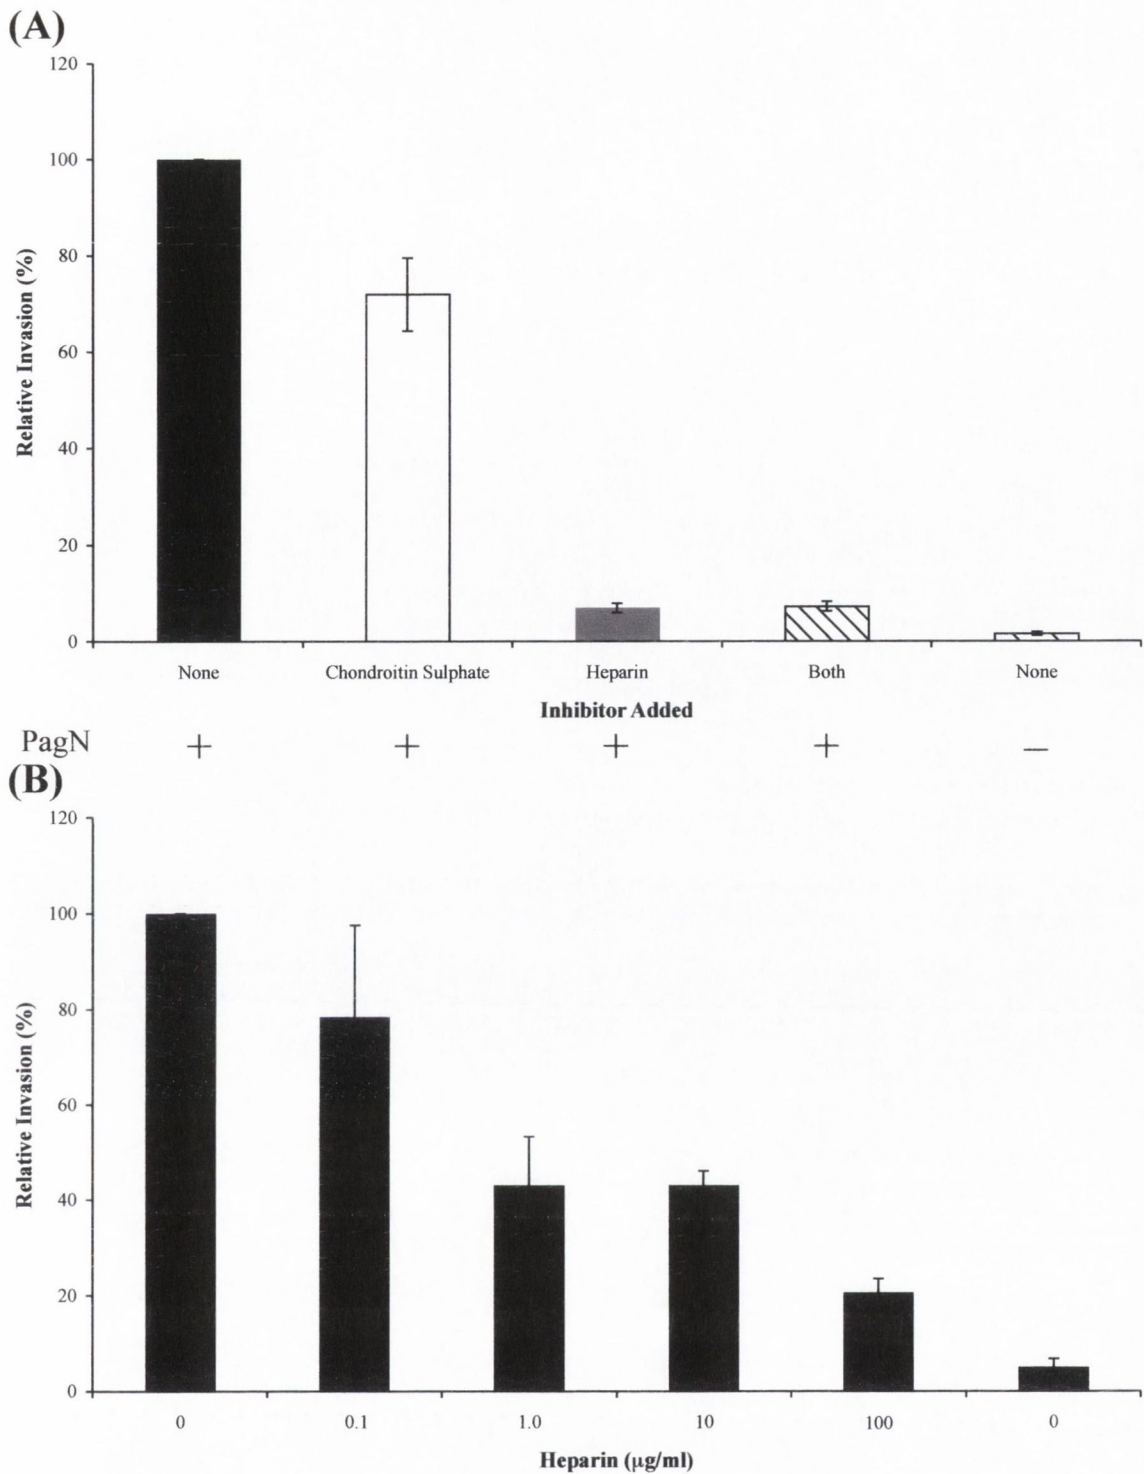 (A)
120
100
80
60
40
20
0
Relative Invasion (%)
None Chondroitin Sulphate Heparin Both None
Inhibitor Added
PagN + + + + —
(B)
120
100
80
60
40
20
0
Relative Invasion (%)
0 0.1 1.0 10 100 0
Heparin (μg/ml)